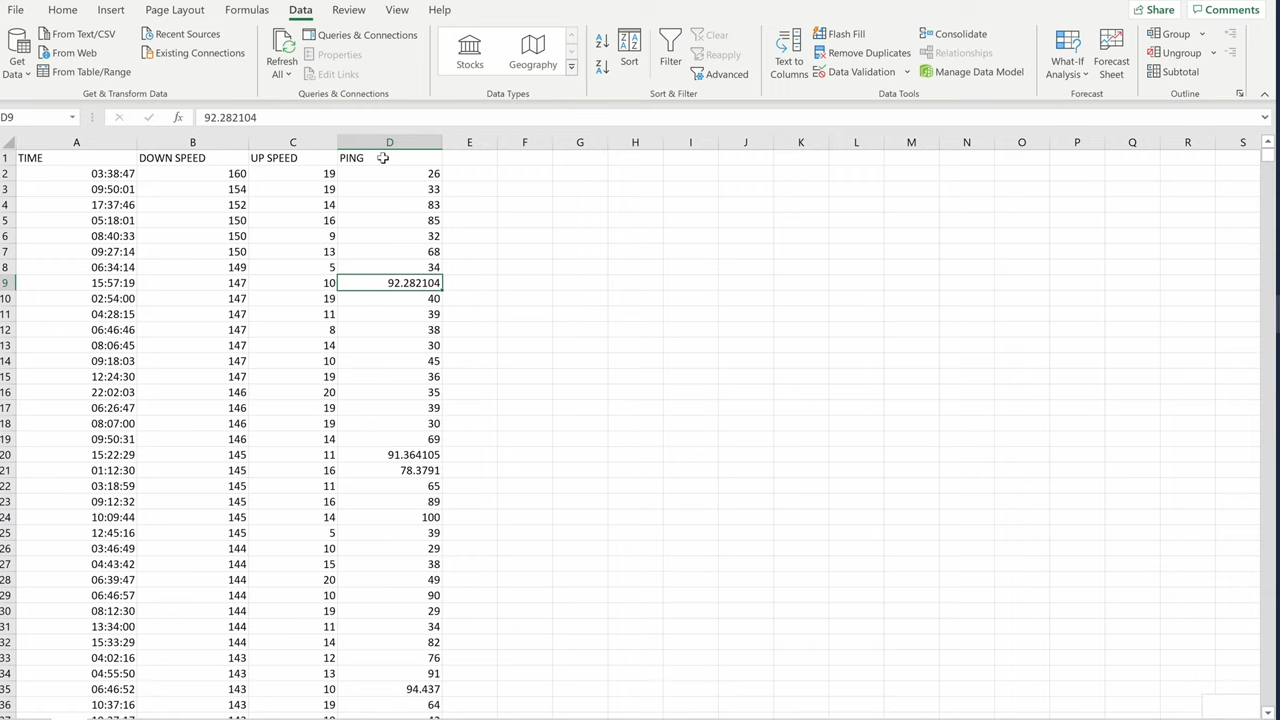 File Home Insert Page Layout Formulas Data Review View Help Share Comments
Get Data
From Text/CSV
From Web
From Table/Range
Recent Sources
Existing Connections
Get & Transform Data
Refresh All
Queries & Connections
Properties
Edit Links
Queries & Connections
Stocks
Geography
Data Types
Sort
Filter
Clear
Reapply
Advanced
Sort & Filter
Text to Columns
Flash Fill
Remove Duplicates
Data Validation
Consolidate
Relationships
Manage Data Model
Data Tools
What-If Analysis
Forecast Sheet
Forecast
Group
Ungroup
Subtotal
Outline
D9 fx 92.282104
A B C D E F G H I J K L M N O P Q R S
1 TIME DOWN SPEED UP SPEED PING
2 03:38:47 160 19 26
3 09:50:01 154 19 33
4 17:37:46 152 14 83
5 05:18:01 150 16 85
6 08:40:33 150 9 32
7 09:27:14 150 13 68
8 06:34:14 149 5 34
9 15:57:19 147 10 92.282104
10 02:54:00 147 19 40
11 04:28:15 147 11 39
12 06:46:46 147 8 38
13 08:06:45 147 14 30
14 09:18:03 147 10 45
15 12:24:30 147 19 36
16 22:02:03 146 20 35
17 06:26:47 146 19 39
18 08:07:00 146 19 30
19 09:50:31 146 14 69
20 15:22:29 145 11 91.364105
21 01:12:30 145 16 78.3791
22 03:18:59 145 11 65
23 09:12:32 145 16 89
24 10:09:44 145 14 100
25 12:45:16 145 5 39
26 03:46:49 144 10 29
27 04:43:42 144 15 38
28 06:39:47 144 20 49
29 06:46:57 144 10 90
30 08:12:30 144 19 29
31 13:34:00 144 11 34
32 15:33:29 144 14 82
33 04:02:16 143 12 76
34 04:55:50 143 13 91
35 06:46:52 143 10 94.437
36 10:37:16 143 19 64